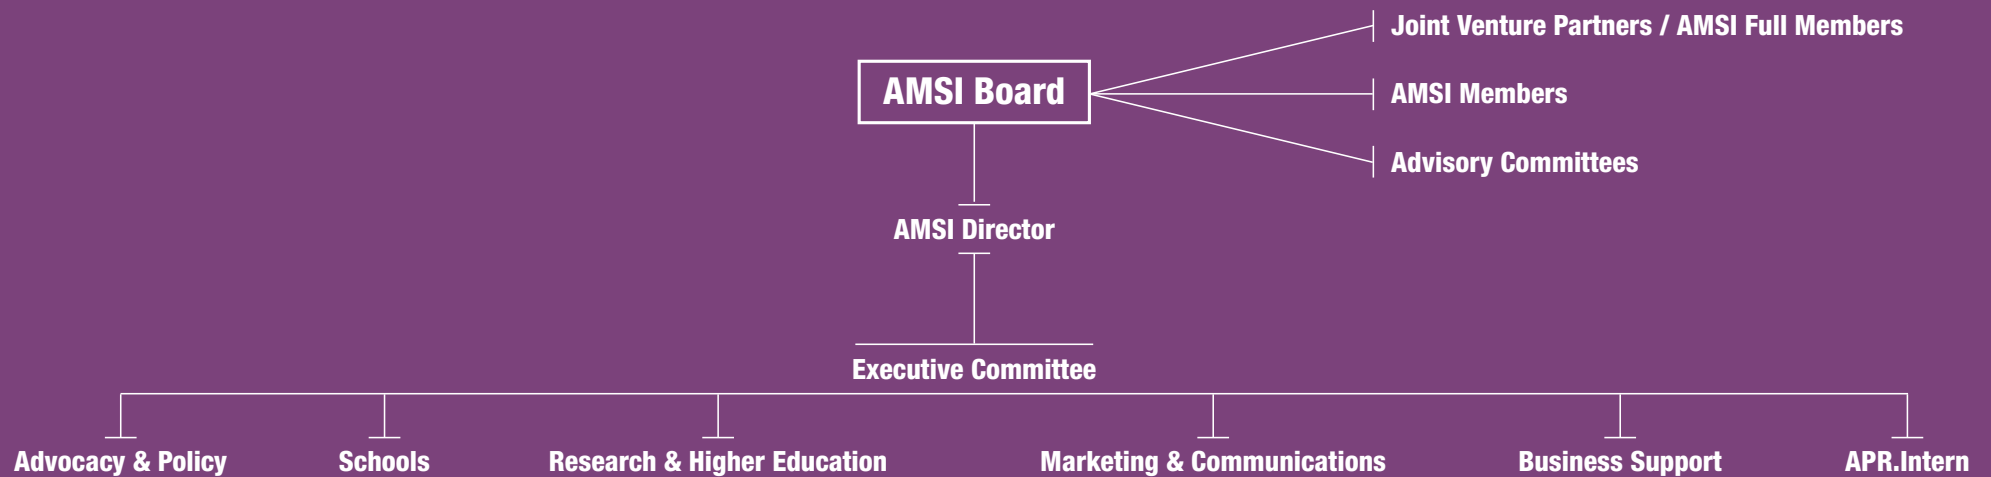 Joint Venture Partners / AMSI Full Members
AMSI Board
AMSI Members
Advisory Committees
AMSI Director
Executive Committee
Advocacy & Policy
Schools
Research & Higher Education
Marketing & Communications
Business Support
APR.Intern